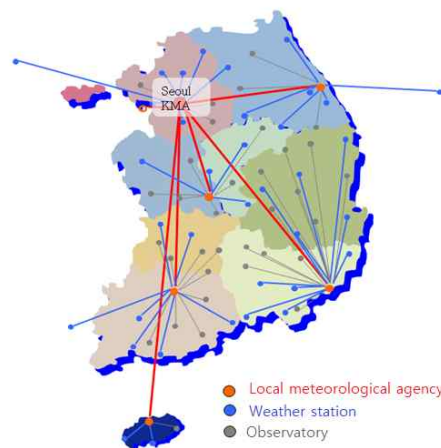 Seoul
KMA
Local meteorological agency
Weather station
Observatory